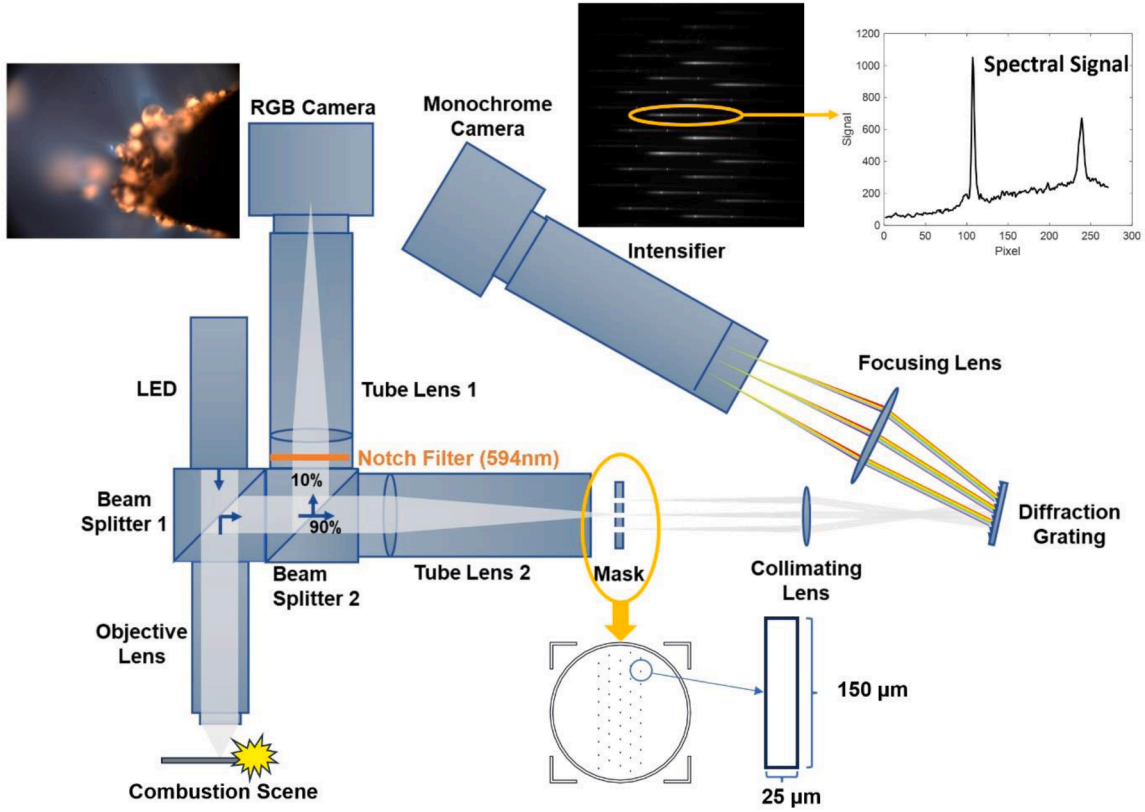 RGB Camera
Monochrome
Camera
Intensifier
1200
1000
800
600
400
200
0
Signal
Spectral Signal
0
50
100
150
200
250
300
Pixel
LED
Tube Lens 1
Focusing Lens
Notch Filter (594nm)
Beam
Splitter 1
10%
90%
Beam
Splitter 2
Tube Lens 2
Mask
Collimating
Lens
Diffraction
Grating
Objective
Lens
150 μm
25 μm
Combustion Scene